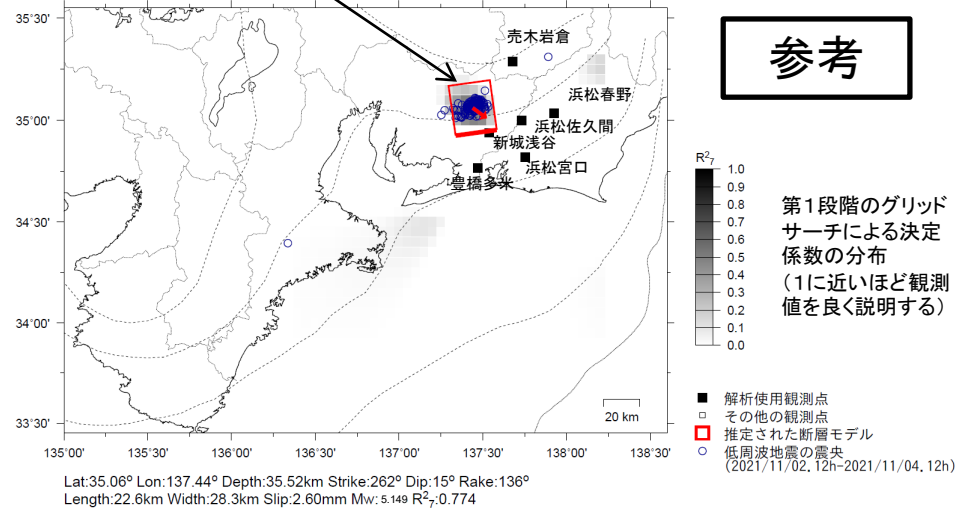 参考
35°30'
35°00'
34°30'
34°00'
33°30'
売木岩倉
浜松春野
浜松佐久間
新城浅谷
浜松宮口
豊橋多米
20 km
135°00'
135°30'
136°00'
136°30'
137°00'
137°30'
138°00'
138°30'
R²₇
1.0
0.9
0.8
0.7
0.6
0.5
0.4
0.3
0.2
0.1
0.0
第1段階のグリッド
サーチによる決定
係数の分布
(1に近いほど観測
値を良く説明する)
解析使用観測点
その他の観測点
推定された断層モデル
低周波地震の震央
(2021/11/02.12h-2021/11/04.12h)
Lat:35.06° Lon:137.44° Depth:35.52km Strike:262° Dip:15° Rake:136°
Length:22.6km Width:28.3km Slip:2.60mm Mw: 5.149 R²₇:0.774